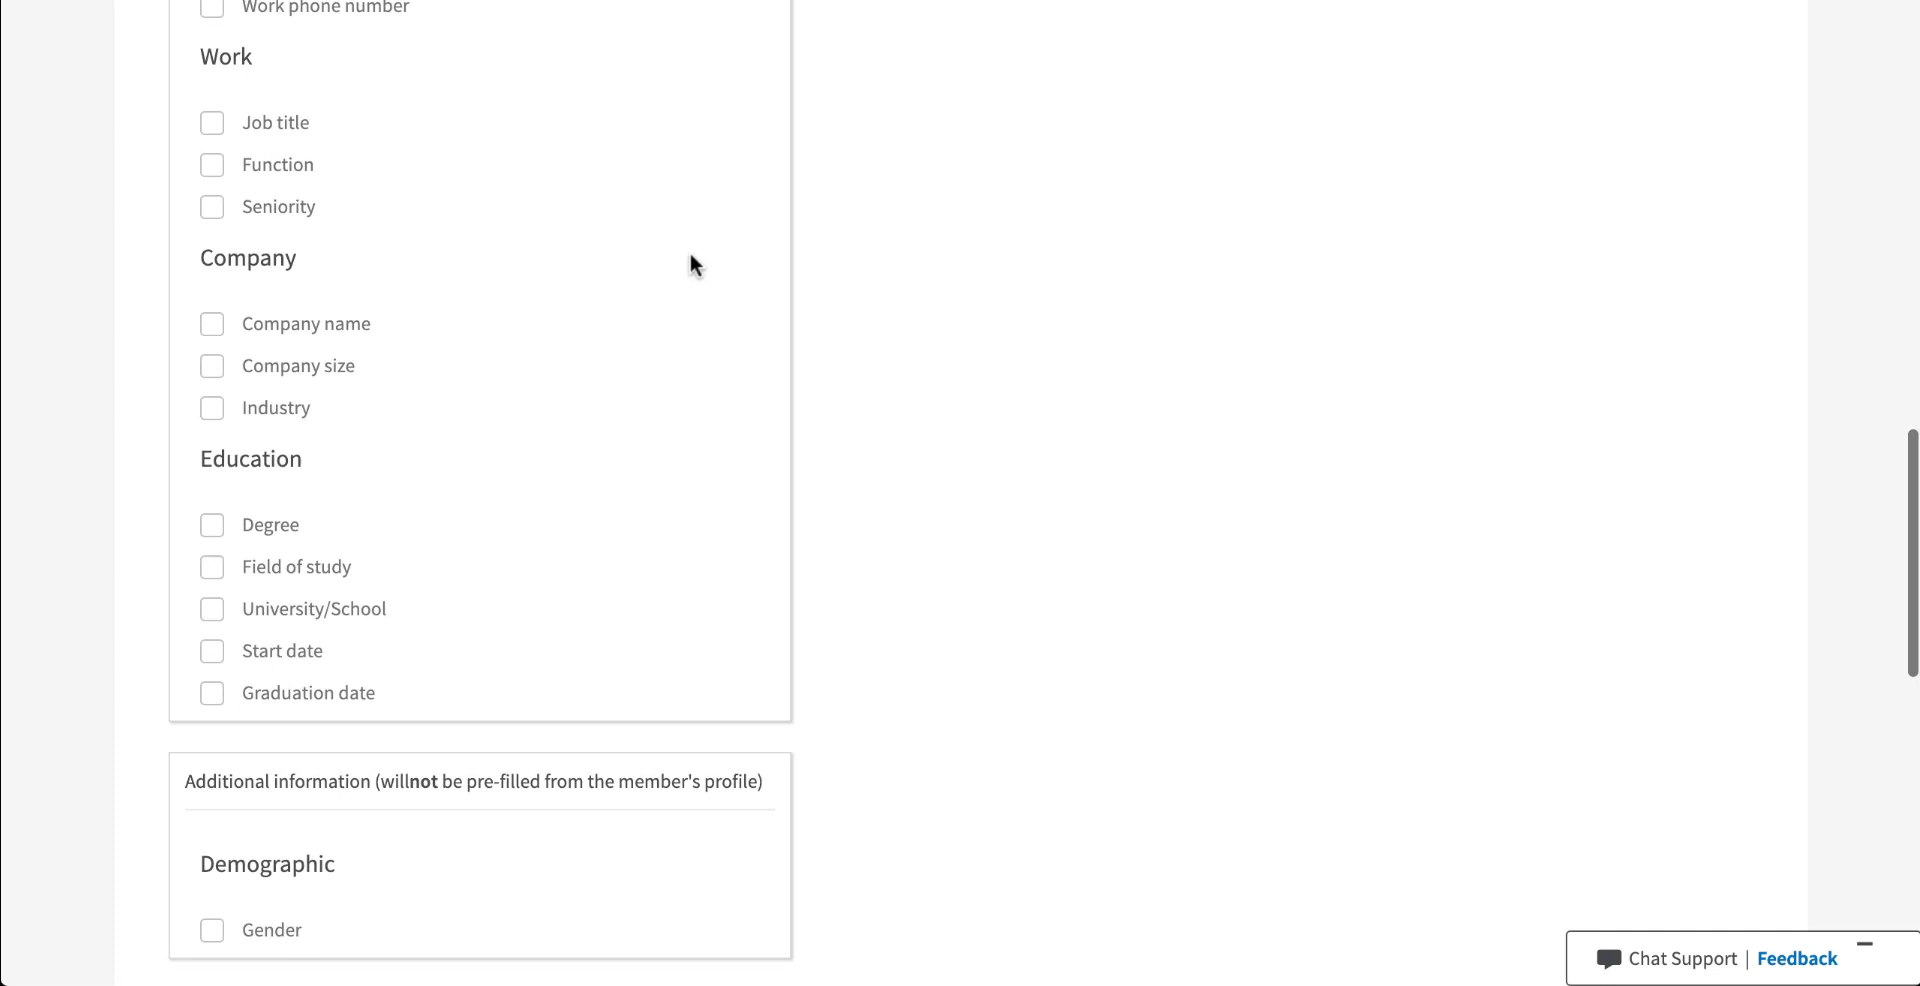 Work phone number
Work
Job title
Function
Seniority
Company
Company name
Company size
Industry
Education
Degree
Field of study
University/School
Start date
Graduation date
Additional information (willnot be pre-filled from the member's profile)
Demographic
Gender
Chat Support | Feedback